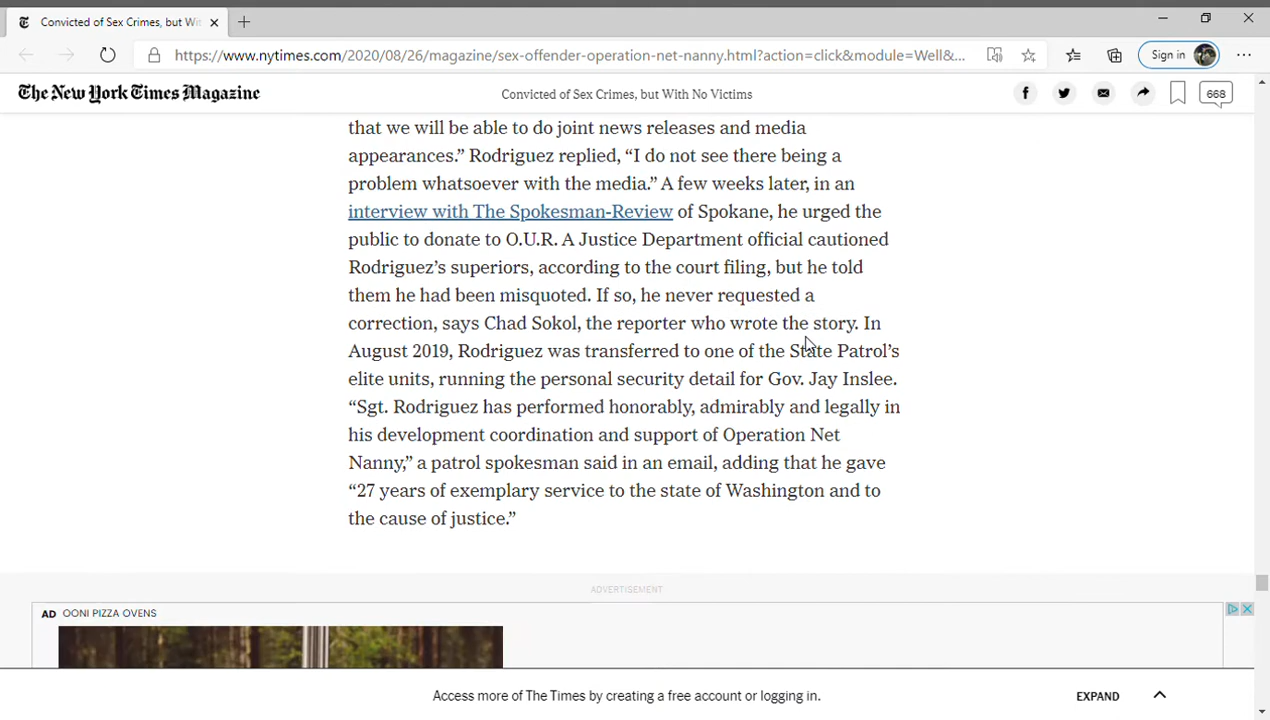 Convicted of Sex Crimes, but Wit
https://www.nytimes.com/2020/08/26/magazine/sex-offender-operation-net-nanny.html?action=click&module=Well&...
Sign in
The New York Times Magazine
Convicted of Sex Crimes, but With No Victims
668
that we will be able to do joint news releases and media
appearances.” Rodriguez replied, “I do not see there being a
problem whatsoever with the media.” A few weeks later, in an
interview with The Spokesman-Review of Spokane, he urged the
public to donate to O.U.R. A Justice Department official cautioned
Rodriguez’s superiors, according to the court filing, but he told
them he had been misquoted. If so, he never requested a
correction, says Chad Sokol, the reporter who wrote the story. In
August 2019, Rodriguez was transferred to one of the State Patrol’s
elite units, running the personal security detail for Gov. Jay Inslee.
“Sgt. Rodriguez has performed honorably, admirably and legally in
his development coordination and support of Operation Net
Nanny,” a patrol spokesman said in an email, adding that he gave
“27 years of exemplary service to the state of Washington and to
the cause of justice.”
ADVERTISEMENT
AD OONI PIZZA OVENS
Access more of The Times by creating a free account or logging in.
EXPAND